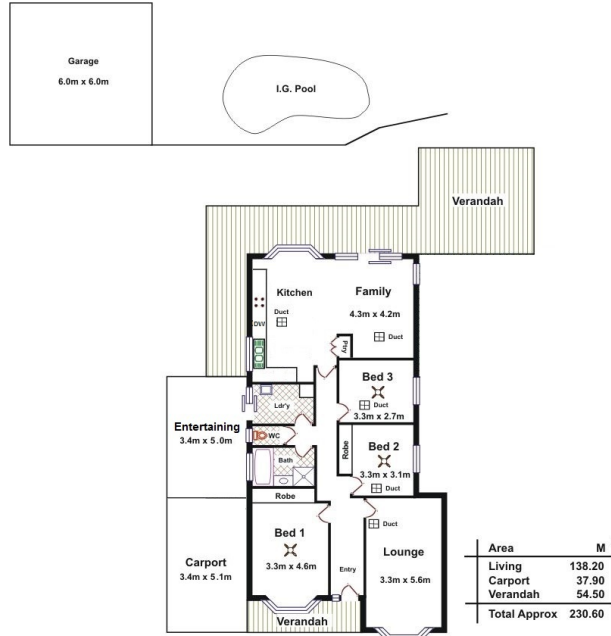 Garage
6.0m x 6.0m
I.G. Pool
Verandah
Kitchen
Duct
DW
Family
4.3m x 4.2m
Duct
Ptry
Bed 3
Duct
3.3m x 2.7m
Ldr'y
Entertaining
3.4m x 5.0m
WC
Bath
Robe
Bed 2
3.3m x 3.1m
Duct
Robe
Bed 1
3.3m x 4.6m
Duct
Lounge
3.3m x 5.6m
Carport
3.4m x 5.1m
Entry
Verandah
Area M
Living 138.20
Carport 37.90
Verandah 54.50
Total Approx 230.60